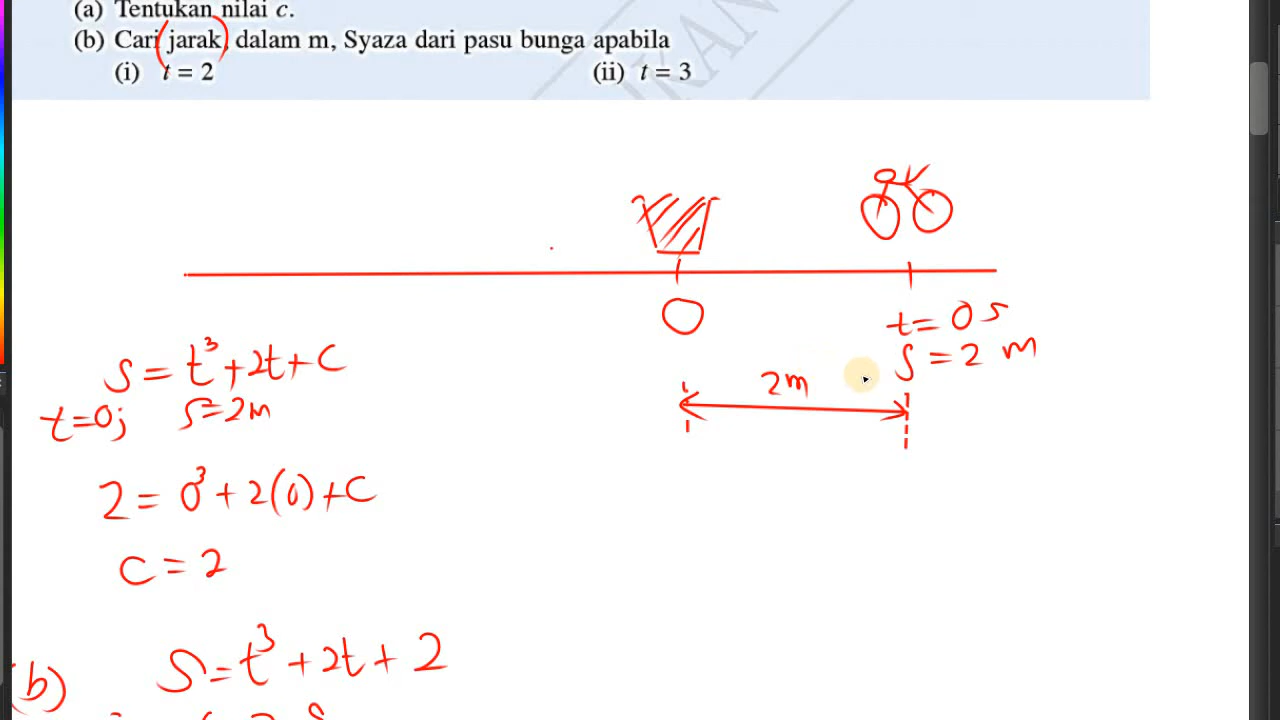 (a) Tentukan nilai c.
(b) Cari jarak, dalam m, Syaza dari pasu bunga apabila
(i) t = 2 (ii) t = 3
O
t = 0 s
s = 2 m
2m
s = t³ + 2t + c
t=0; s=2m
2 = 0³ + 2(0) + c
c = 2
(b) s = t³ + 2t + 2